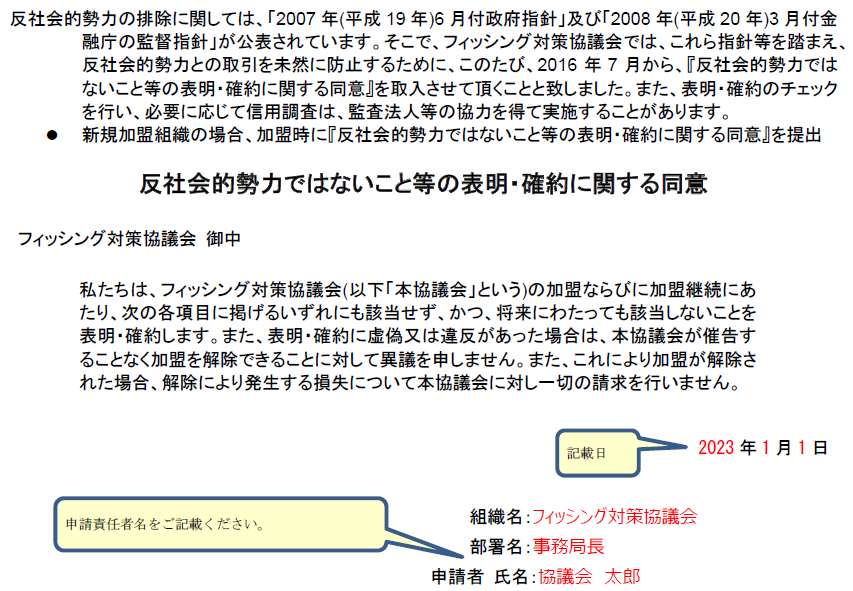 反社会的勢力の排除に関しては、「2007 年(平成 19 年)6 月付政府指針」及び「2008 年(平成 20 年)3 月付金
融庁の監督指針」が公表されています。そこで、フィッシング対策協議会では、これら指針等を踏まえ、
反社会的勢力との取引を未然に防止するために、このたび、2016 年 7 月から、『反社会的勢力では
ないこと等の表明・確約に関する同意』を取入させて頂くことと致しました。また、表明・確約のチェック
を行い、必要に応じて信用調査は、監査法人等の協力を得て実施することがあります。
● 新規加盟組織の場合、加盟時に『反社会的勢力ではないこと等の表明・確約に関する同意』を提出
反社会的勢力ではないこと等の表明・確約に関する同意
フィッシング対策協議会 御中
私たちは、フィッシング対策協議会(以下「本協議会」という)の加盟ならびに加盟継続にあ
たり、次の各項目に掲げるいずれにも該当せず、かつ、将来にわたっても該当しないことを
表明・確約します。また、表明・確約に虚偽又は違反があった場合は、本協議会が催告す
ることなく加盟を解除できることに対して異議を申しません。また、これにより加盟が解除さ
れた場合、解除により発生する損失について本協議会に対し一切の請求を行いません。
記載日
2023 年 1 月 1 日
申請責任者名をご記載ください。
組織名:フィッシング対策協議会
部署名:事務局長
申請者 氏名:協議会 太郎